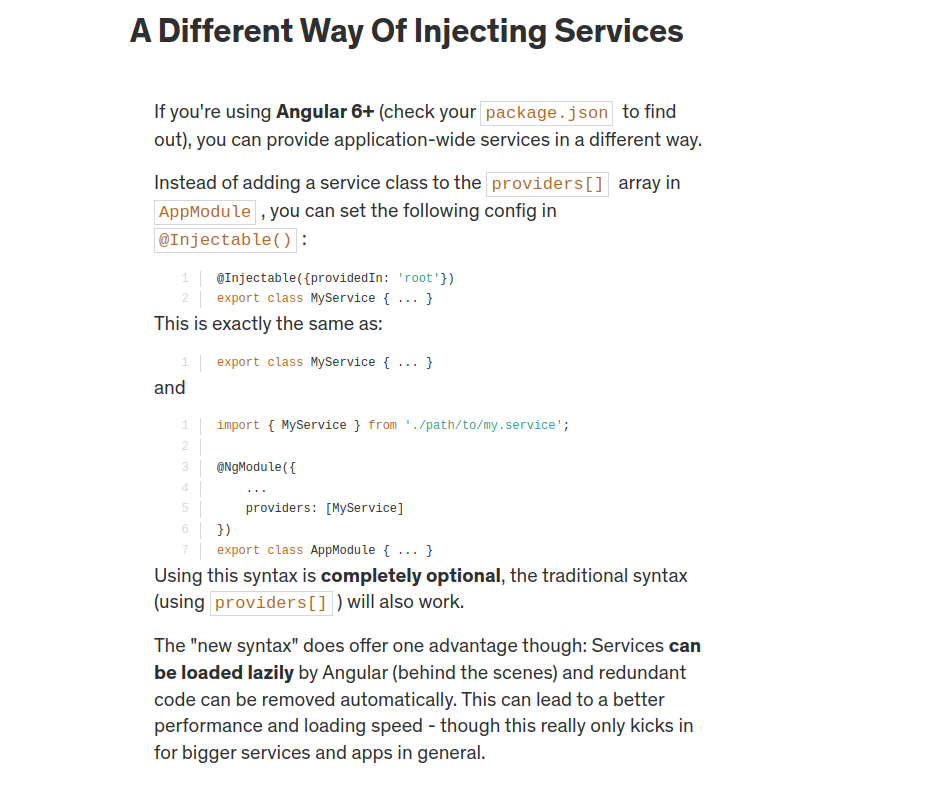 A Different Way Of Injecting Services
If you're using Angular 6+ (check your package.json to find
out), you can provide application-wide services in a different way.
Instead of adding a service class to the providers[] array in
AppModule , you can set the following config in
@Injectable() :
1 @Injectable({providedIn: 'root'})
2 export class MyService { ... }
This is exactly the same as:
1 export class MyService { ... }
and
1 import { MyService } from './path/to/my.service';
2
3 @NgModule({
4     ...
5     providers: [MyService]
6 })
7 export class AppModule { ... }
Using this syntax is completely optional, the traditional syntax
(using providers[] ) will also work.
The "new syntax" does offer one advantage though: Services can
be loaded lazily by Angular (behind the scenes) and redundant
code can be removed automatically. This can lead to a better
performance and loading speed - though this really only kicks in
for bigger services and apps in general.